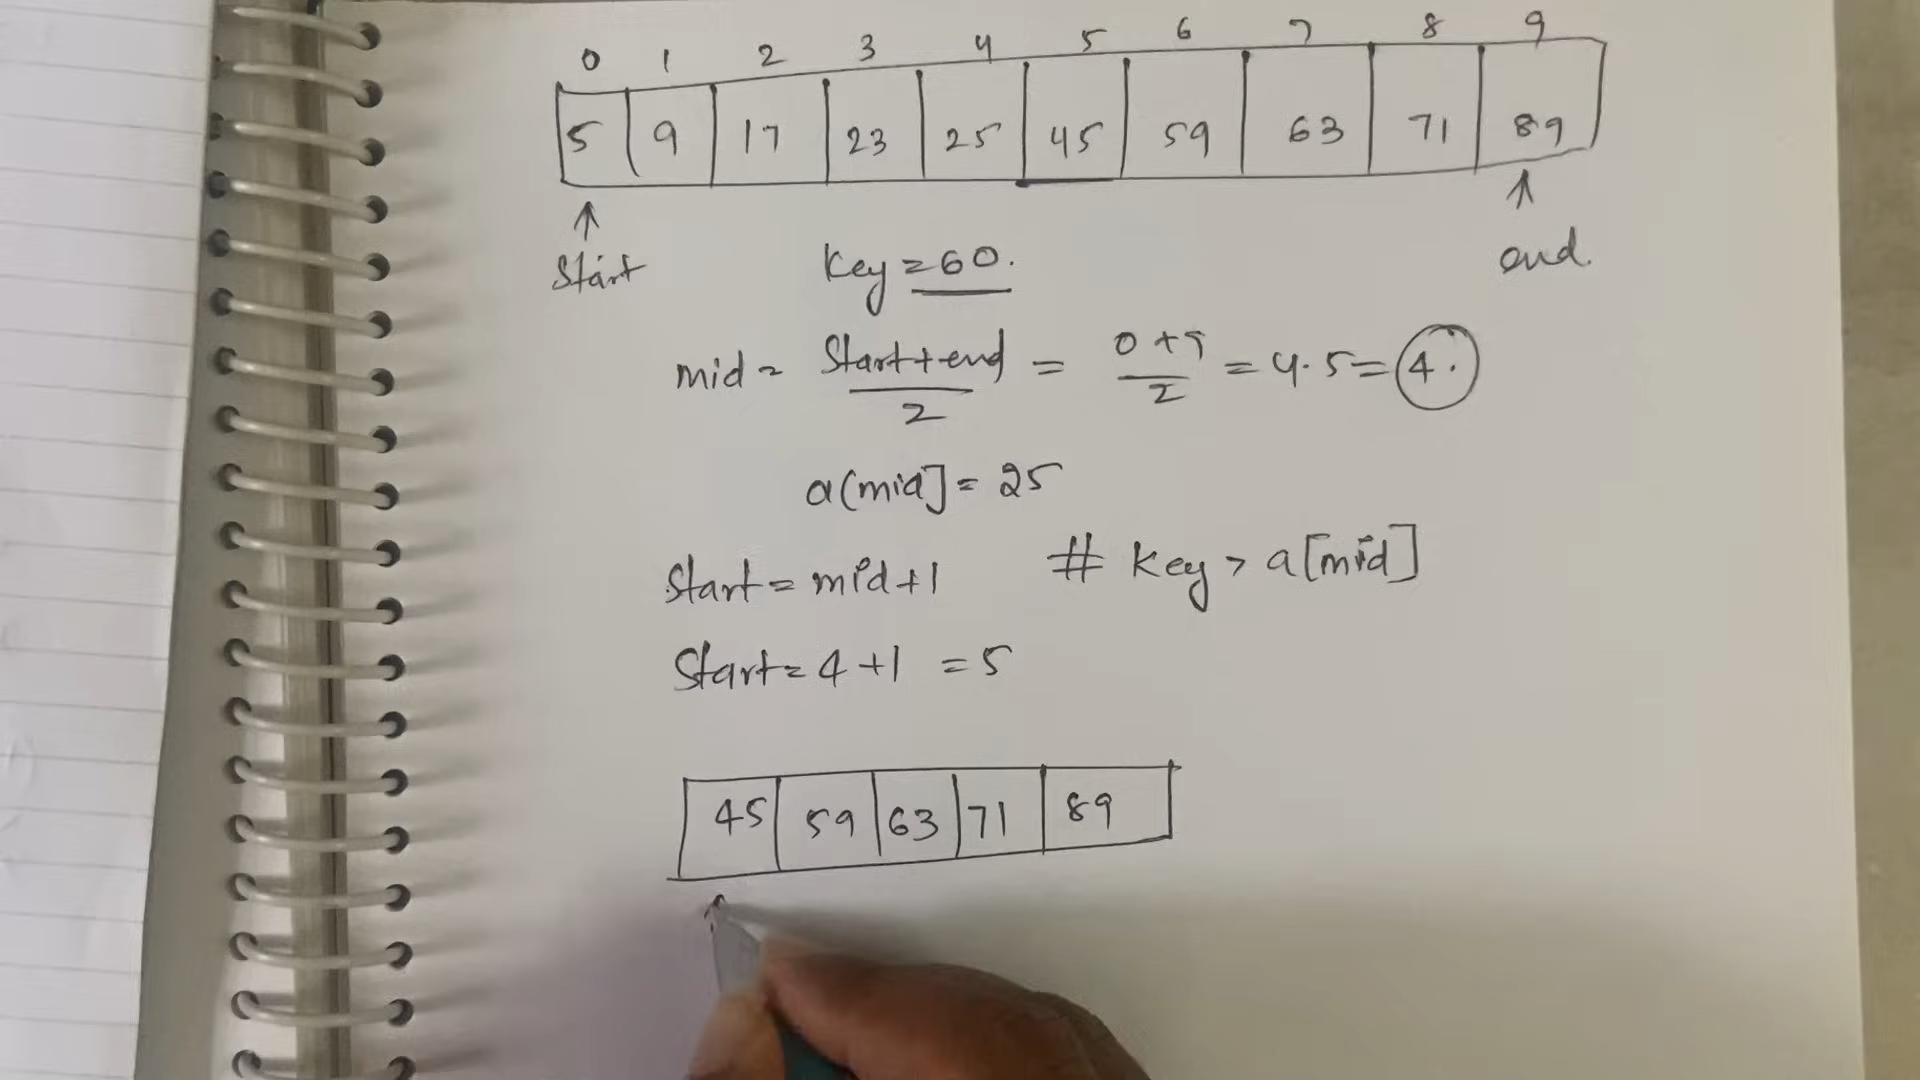 0 1 2 3 4 5 6 7 8 9
5 9 17 23 25 45 59 63 71 89
Start end.
Key = 60.
mid = Start+end/2 = 0+9/2 = 4.5 = 4.
a[mid] = 25
Start = mid+1 # Key > a[mid]
Start = 4+1 = 5
45 59 63 71 89